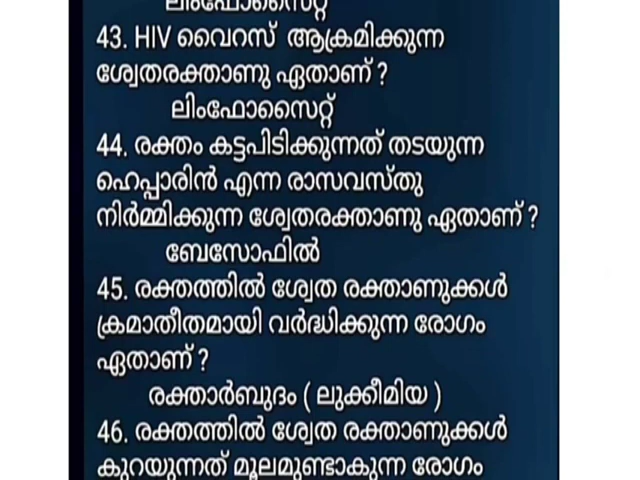 ലിംഫോസൈറ്റ്
43. HIV വൈറസ് ആക്രമിക്കുന്ന
ശ്വേതരക്താണു ഏതാണ് ?
ലിംഫോസൈറ്റ്
44. രക്തം കട്ടപിടിക്കുന്നത് തടയുന്ന
ഹെപ്പാരിൻ എന്ന രാസവസ്തു
നിർമ്മിക്കുന്ന ശ്വേതരക്താണു ഏതാണ് ?
ബേസോഫിൽ
45. രക്തത്തിൽ ശ്വേത രക്താണുക്കൾ
ക്രമാതീതമായി വർദ്ധിക്കുന്ന രോഗം
ഏതാണ് ?
രക്താർബുദം ( ലുക്കീമിയ )
46. രക്തത്തിൽ ശ്വേത രക്താണുക്കൾ
കുറയുന്നത് മൂലമുണ്ടാകുന്ന രോഗം